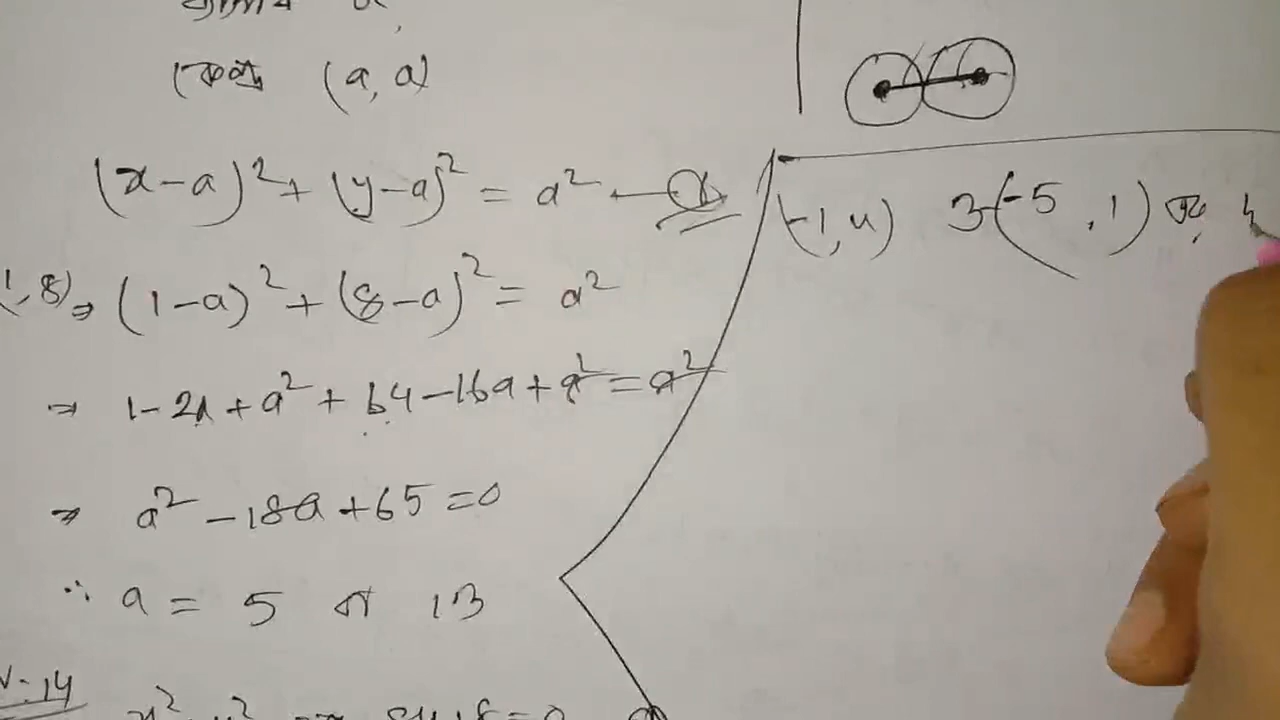 কেন্দ্র (a, a)
(x-a)² + (y-a)² = a²
(1, 8)⇒ (1-a)² + (8-a)² = a²
⇒ 1-2a + a² + 64-16a + a² = a²
⇒ a² - 18a + 65 = 0
∴ a = 5 বা 13
14
(-1, 4) ও (-5, 1)